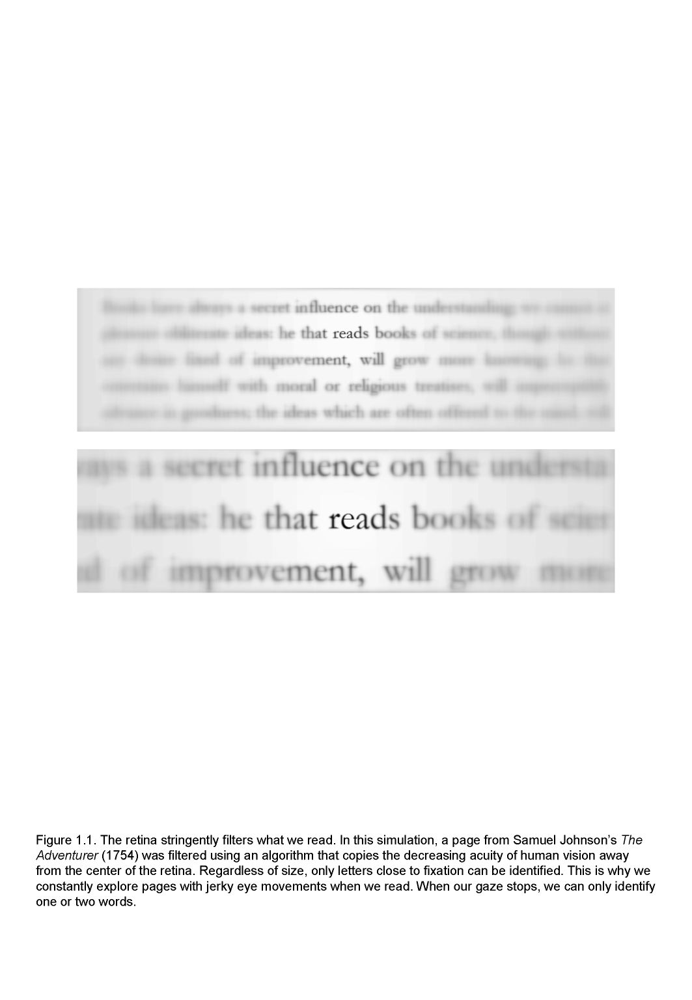 a secret influence on the understanding; we cannot
pleasure obliterate ideas: he that reads books of science, though without
any desire fixed of improvement, will grow more knowing; he that
entertains himself with moral or religious treatises, will imperceptibly
advance in goodness; the ideas which are often offered to the mind, will
a secret influence on the understa
ideas: he that reads books of scien
of improvement, will grow more
Figure 1.1. The retina stringently filters what we read. In this simulation, a page from Samuel Johnson's The
Adventurer (1754) was filtered using an algorithm that copies the decreasing acuity of human vision away
from the center of the retina. Regardless of size, only letters close to fixation can be identified. This is why we
constantly explore pages with jerky eye movements when we read. When our gaze stops, we can only identify
one or two words.